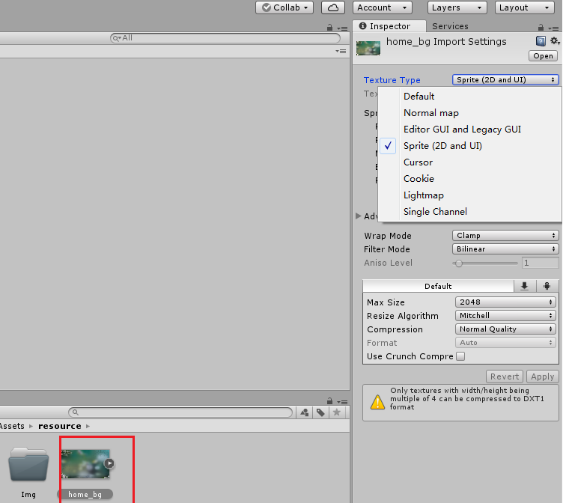 Collab
Account
Layers
Layout
Inspector
Services
All
home_bg Import Settings
Open
Texture Type
Sprite (2D and UI)
Default
Normal map
Editor GUI and Legacy GUI
Sprite (2D and UI)
Cursor
Cookie
Lightmap
Single Channel
Wrap Mode
Clamp
Filter Mode
Bilinear
Aniso Level
1
Default
Max Size
2048
Resize Algorithm
Mitchell
Compression
Normal Quality
Format
Auto
Use Crunch Compre
Revert
Apply
Only textures with width/height being
multiple of 4 can be compressed to DXT1
format
Assets
resource
Img
home_bg